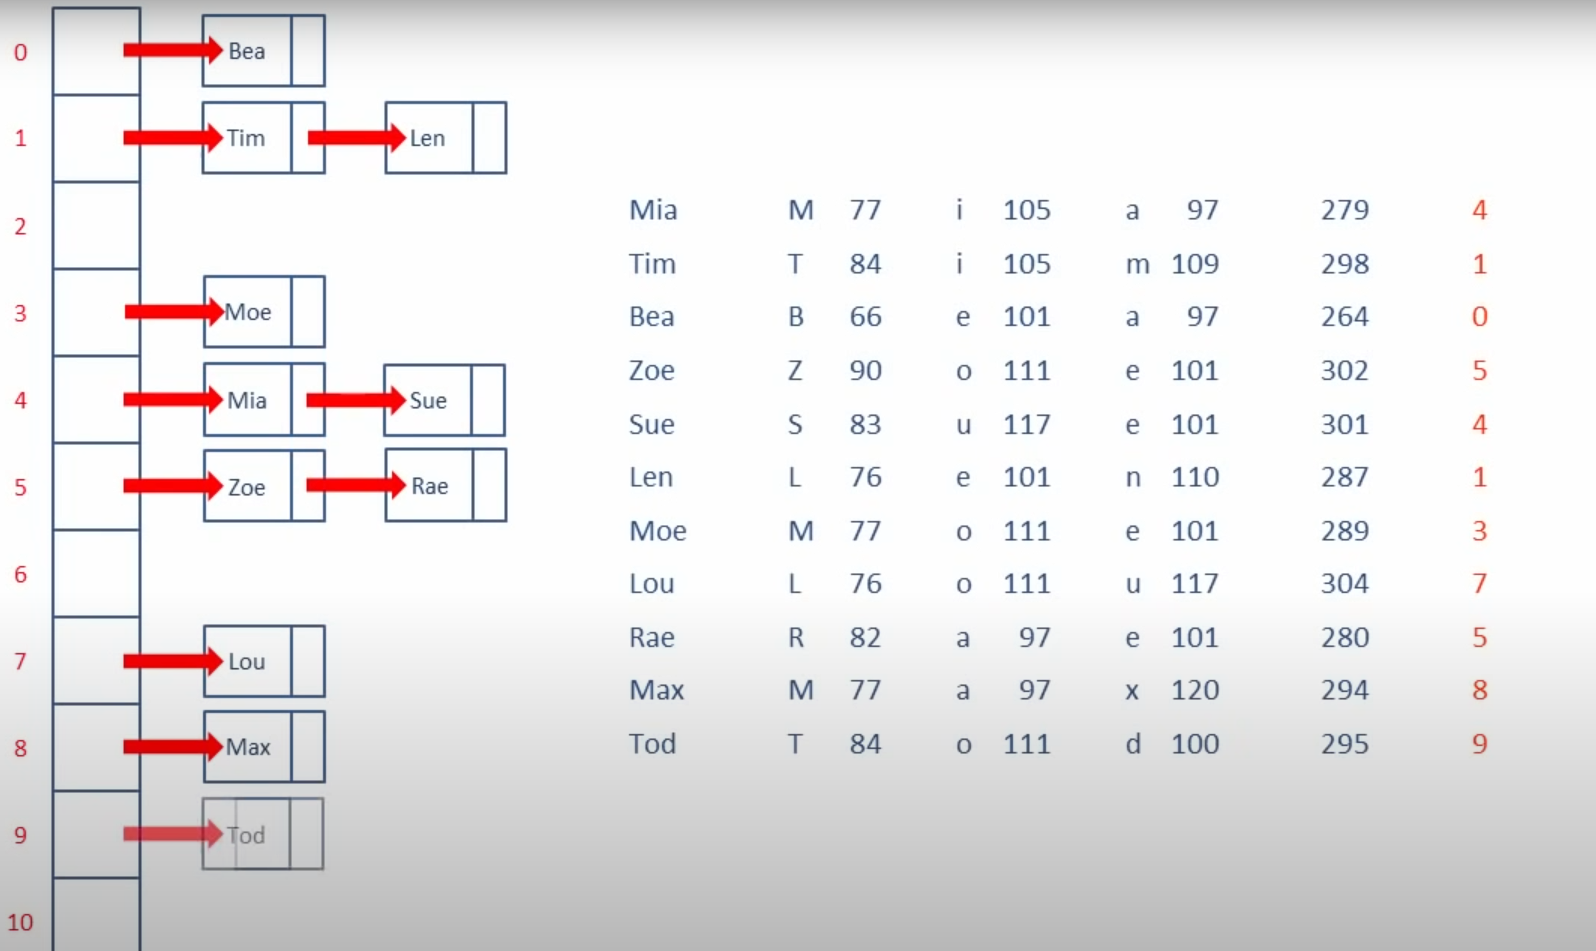 0 Bea
1 Tim Len
2
3 Moe
4 Mia Sue
5 Zoe Rae
6
7 Lou
8 Max
9 Tod
10
Mia M 77 i 105 a 97 279 4
Tim T 84 i 105 m 109 298 1
Bea B 66 e 101 a 97 264 0
Zoe Z 90 o 111 e 101 302 5
Sue S 83 u 117 e 101 301 4
Len L 76 e 101 n 110 287 1
Moe M 77 o 111 e 101 289 3
Lou L 76 o 111 u 117 304 7
Rae R 82 a 97 e 101 280 5
Max M 77 a 97 x 120 294 8
Tod T 84 o 111 d 100 295 9